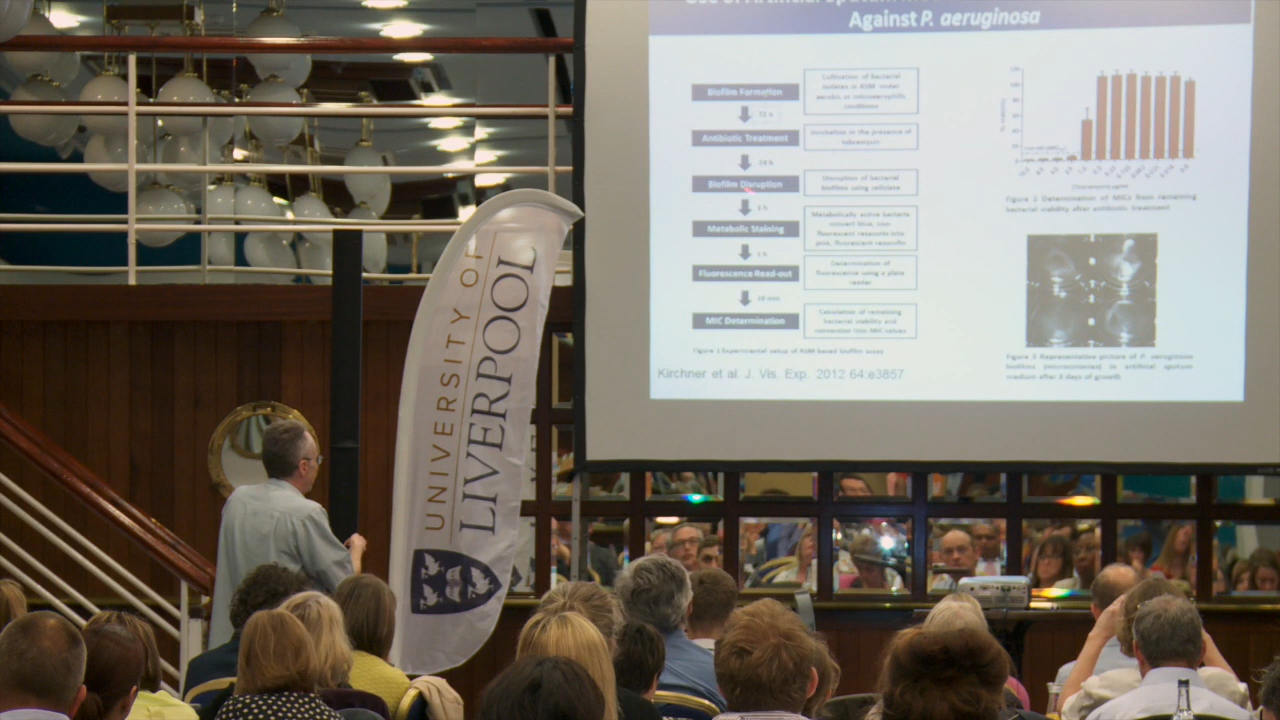 Against P. aeruginosa
Biofilm Formation
Cultivation of bacterial
isolates in ASM under
aerobic or microaerophilic
conditions
72 h
Antibiotic Treatment
Incubation in the presence of
tobramycin
24 h
Biofilm Disruption
Disruption of bacterial
biofilms using cellulase
1 h
Metabolic Staining
Metabolically active bacteria
convert blue, non-
fluorescent resazurin into
pink, fluorescent resorufin
1 h
Fluorescence Read-out
Determination of
fluorescence using a plate
reader
10 min
MIC Determination
Calculation of remaining
bacterial viability and
conversion into MIC values
Figure 1 Experimental setup of ASM based biofilm assay
Kirchner et al. J. Vis. Exp. 2012 64:e3857
Figure 2 Determination of MICs from remaining
bacterial viability after antibiotic treatment
Figure 3 Representative picture of P. aeruginosa
biofilms (microcolonies) in artificial sputum
medium after 3 days of growth
UNIVERSITY OF
LIVERPOOL